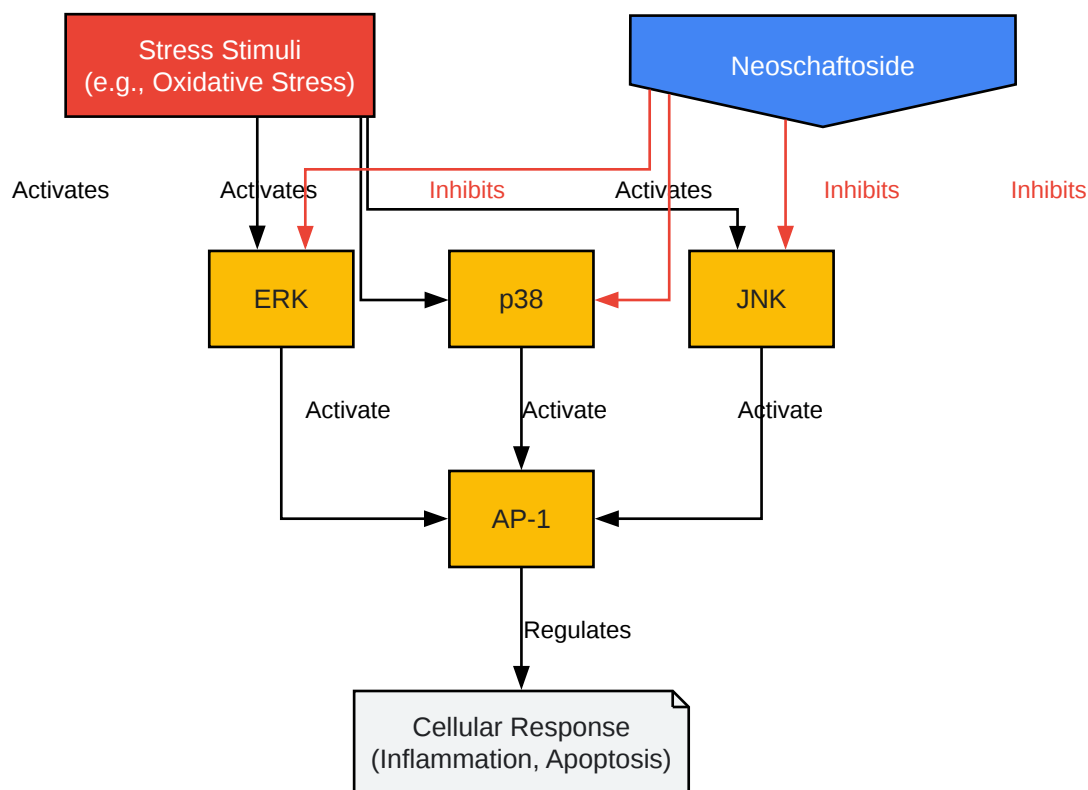 Stress Stimuli
(e.g., Oxidative Stress)
Neoschaftoside
Activates
Activates
Inhibits
Activates
Inhibits
Inhibits
ERK
p38
JNK
Activate
Activate
Activate
AP-1
Regulates
Cellular Response
(Inflammation, Apoptosis)